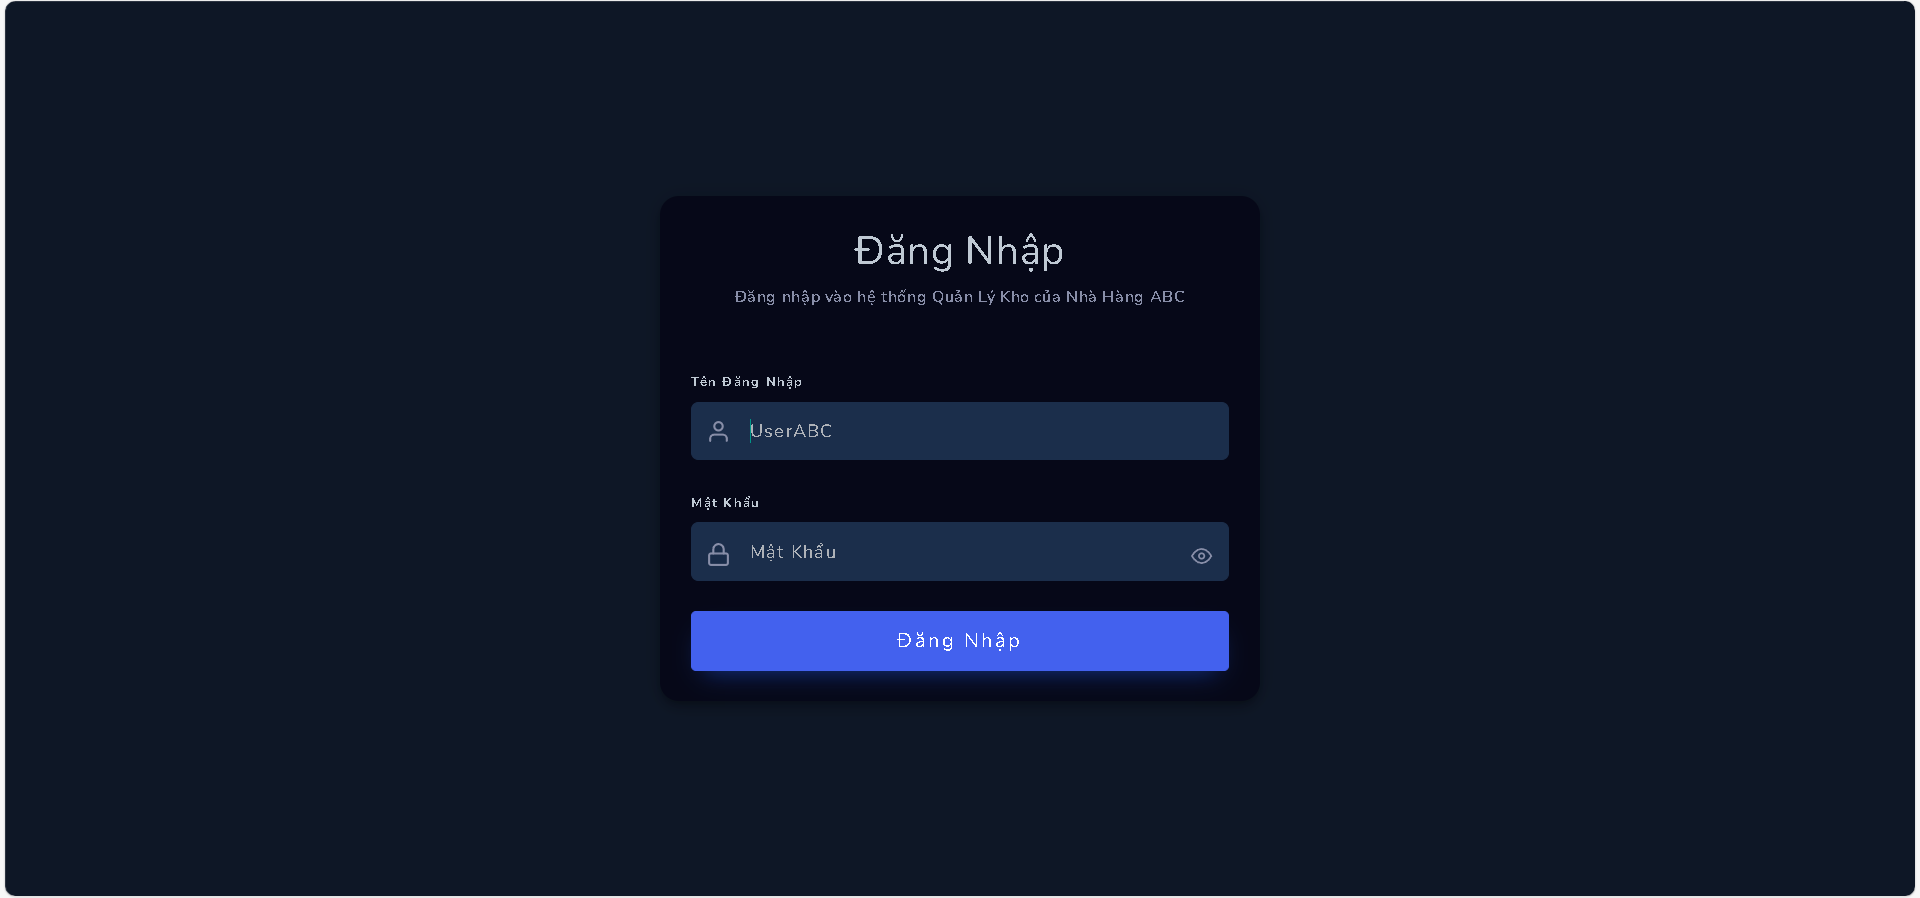 Đăng Nhập
Đăng nhập vào hệ thống Quản Lý Kho của Nhà Hàng ABC
Tên Đăng Nhập
UserABC
Mật Khẩu
Mật Khẩu
Đăng Nhập